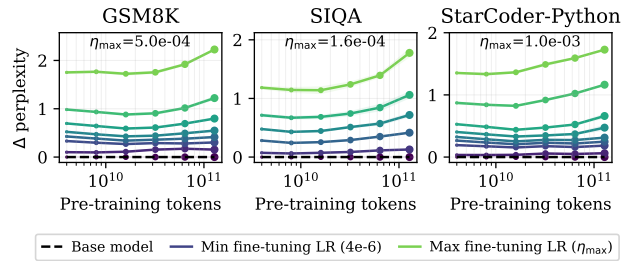 GSM8K SIQA StarCoder-Python
η_max=5.0e-04 η_max=1.6e-04 η_max=1.0e-03
Δ perplexity
2
1
0
2
1
0
2
1
0
10^10 10^11 10^10 10^11 10^10 10^11
Pre-training tokens Pre-training tokens Pre-training tokens
Base model Min fine-tuning LR (4e-6) Max fine-tuning LR (η_max)